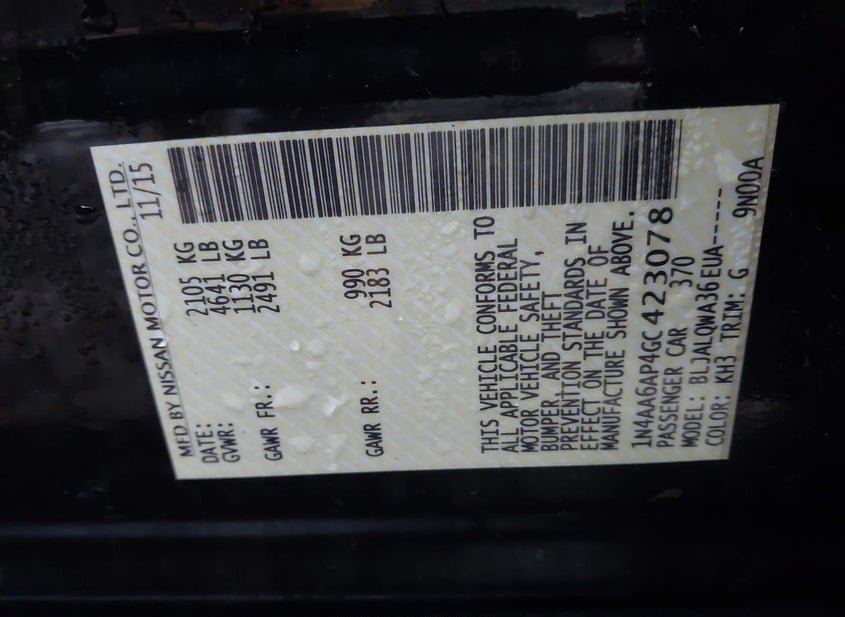 MFD BY NISSAN MOTOR CO., LTD.
DATE: 11/15
GVWR: 2105 KG
4641 LB
GAWR FR.: 1130 KG
2491 LB
GAWR RR.: 990 KG
2183 LB
THIS VEHICLE CONFORMS TO
ALL APPLICABLE FEDERAL
MOTOR VEHICLE SAFETY,
BUMPER, AND THEFT
PREVENTION STANDARDS IN
EFFECT ON THE DATE OF
MANUFACTURE SHOWN ABOVE.
1N4AA6AP4GC423078
PASSENGER CAR 370
MODEL: BLJALOWA36EUA-----
COLOR: KH3 TRIM: G 9N00A